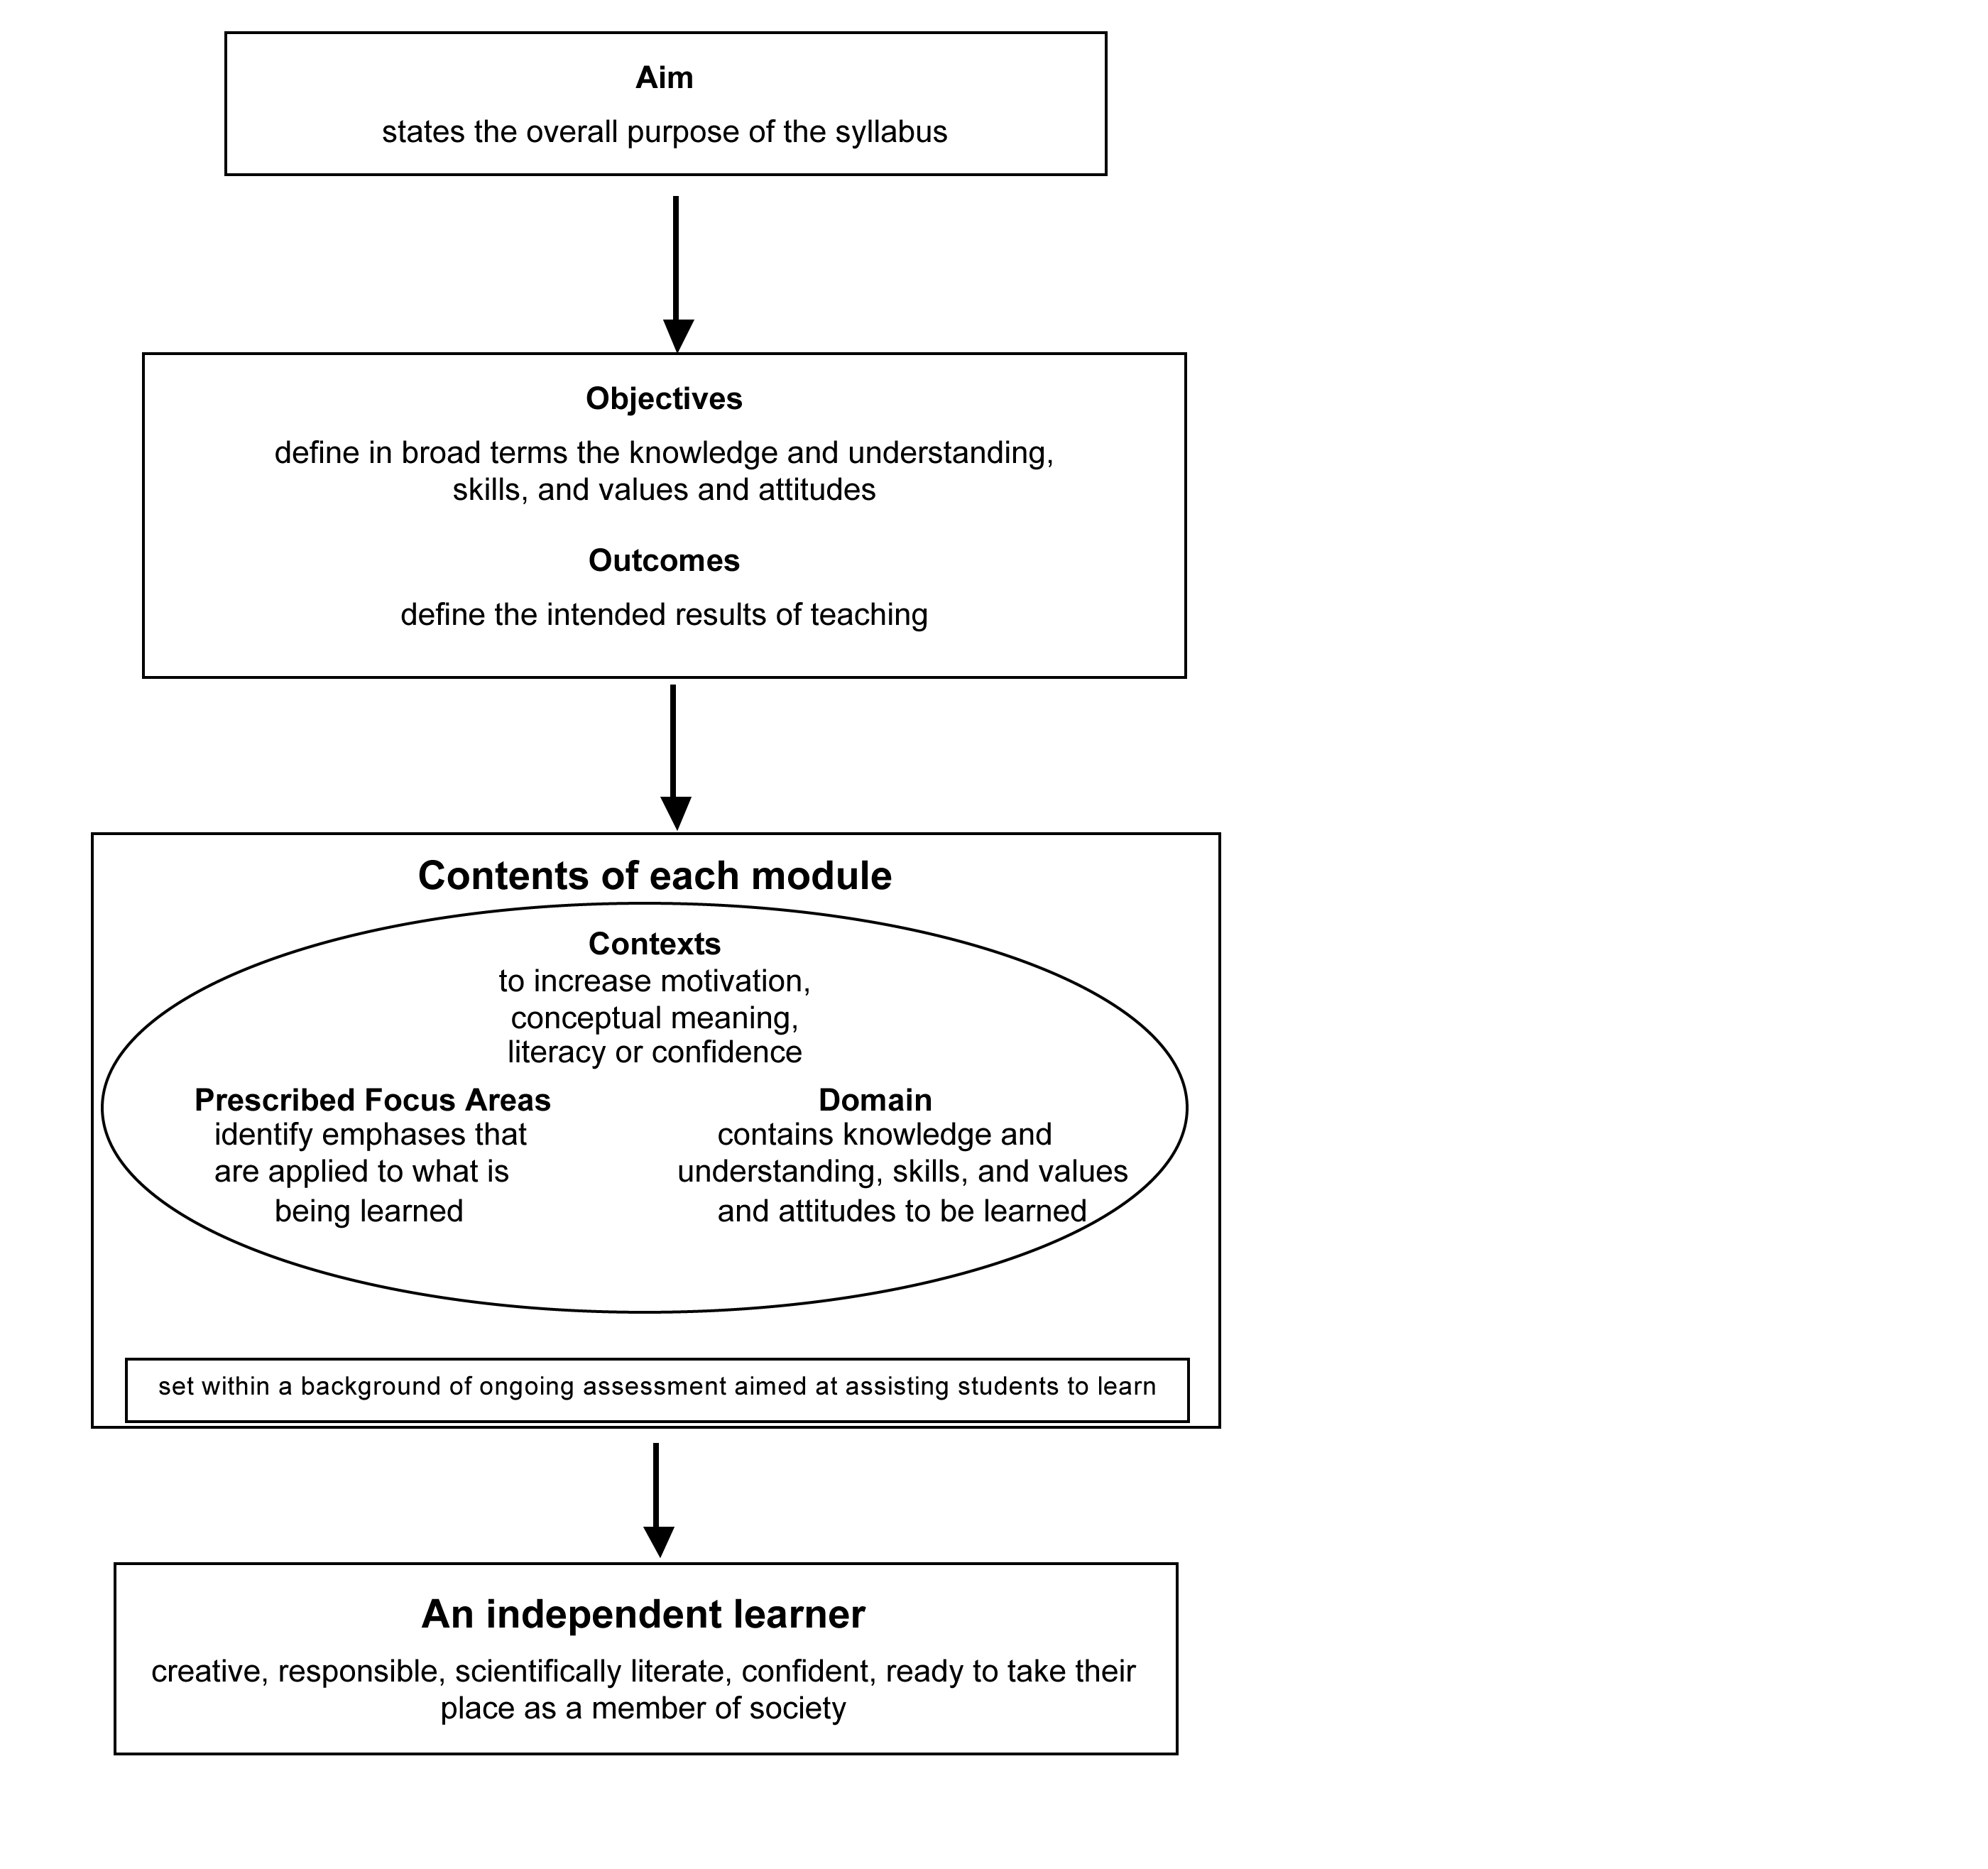 Aim
states the overall purpose of the syllabus
Objectives
define in broad terms the knowledge and understanding,
skills, and values and attitudes
Outcomes
define the intended results of teaching
Contents of each module
Contexts
to increase motivation,
conceptual meaning,
literacy or confidence
Prescribed Focus Areas
identify emphases that
are applied to what is
being learned
Domain
contains knowledge and
understanding, skills, and values
and attitudes to be learned
set within a background of ongoing assessment aimed at assisting students to learn
An independent learner
creative, responsible, scientifically literate, confident, ready to take their
place as a member of society